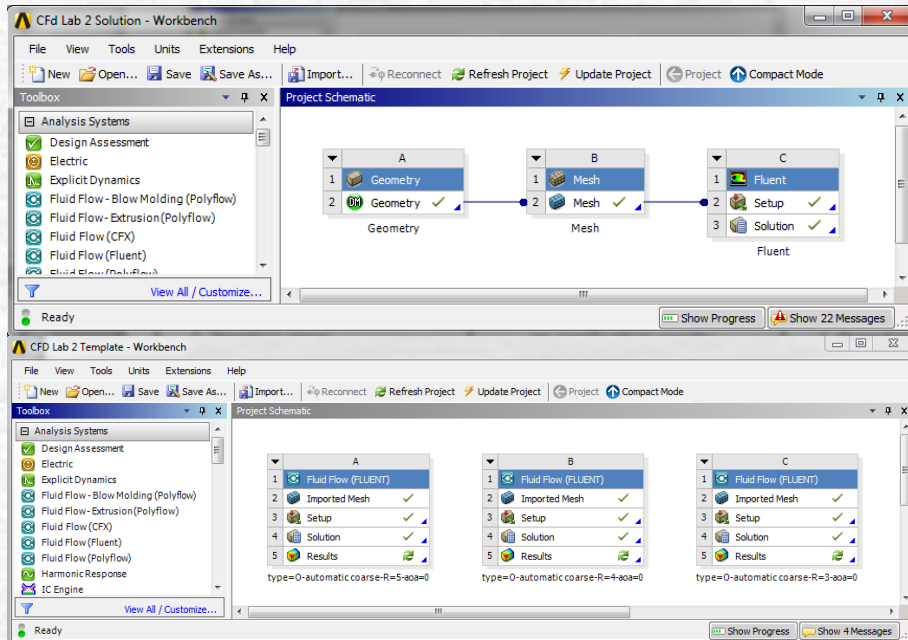 CFd Lab 2 Solution - Workbench
File View Tools Units Extensions Help
New Open... Save Save As... Import... Reconnect Refresh Project Update Project Project Compact Mode
Toolbox
Project Schematic
Analysis Systems
Design Assessment
Electric
Explicit Dynamics
Fluid Flow - Blow Molding (Polyflow)
Fluid Flow - Extrusion (Polyflow)
Fluid Flow (CFX)
Fluid Flow (Fluent)
Fluid Flow (Polyflow)
View All / Customize...
A
1 Geometry
2 DM Geometry
Geometry
B
1 Mesh
2 Mesh
Mesh
C
1 Fluent
2 Setup
3 Solution
Fluent
Ready
Show Progress Show 22 Messages
CFD Lab 2 Template - Workbench
File View Tools Units Extensions Help
New Open... Save Save As... Import... Reconnect Refresh Project Update Project Project Compact Mode
Toolbox
Project Schematic
Analysis Systems
Design Assessment
Electric
Explicit Dynamics
Fluid Flow - Blow Molding (Polyflow)
Fluid Flow - Extrusion (Polyflow)
Fluid Flow (CFX)
Fluid Flow (Fluent)
Fluid Flow (Polyflow)
Harmonic Response
IC Engine
View All / Customize...
A
1 Fluid Flow (FLUENT)
2 Imported Mesh
3 Setup
4 Solution
5 Results
type=O-automatic coarse-R=5-aoa=0
B
1 Fluid Flow (FLUENT)
2 Imported Mesh
3 Setup
4 Solution
5 Results
type=O-automatic coarse-R=4-aoa=0
C
1 Fluid Flow (FLUENT)
2 Imported Mesh
3 Setup
4 Solution
5 Results
type=O-automatic coarse-R=3-aoa=0
Ready
Show Progress Show 4 Messages